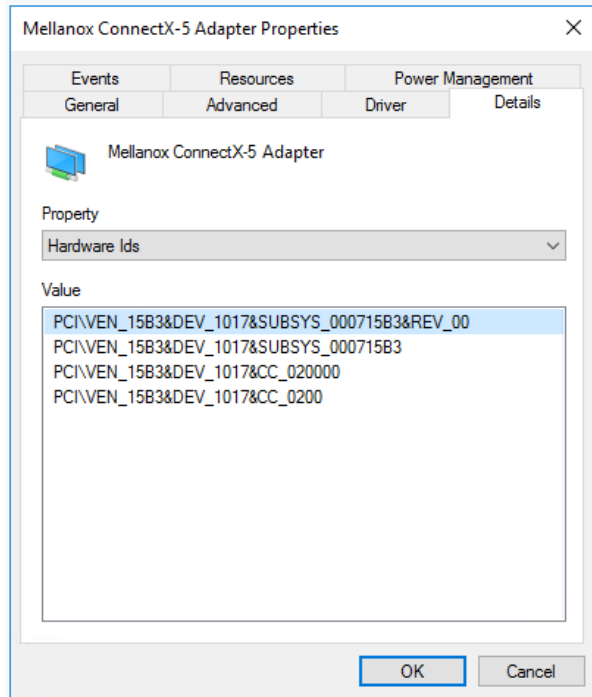 Mellanox ConnectX-5 Adapter Properties
Events Resources Power Management
General Advanced Driver Details
Mellanox ConnectX-5 Adapter
Property
Hardware Ids
Value
PCI\VEN_15B3&DEV_1017&SUBSYS_000715B3&REV_00
PCI\VEN_15B3&DEV_1017&SUBSYS_000715B3
PCI\VEN_15B3&DEV_1017&CC_020000
PCI\VEN_15B3&DEV_1017&CC_0200
OK Cancel